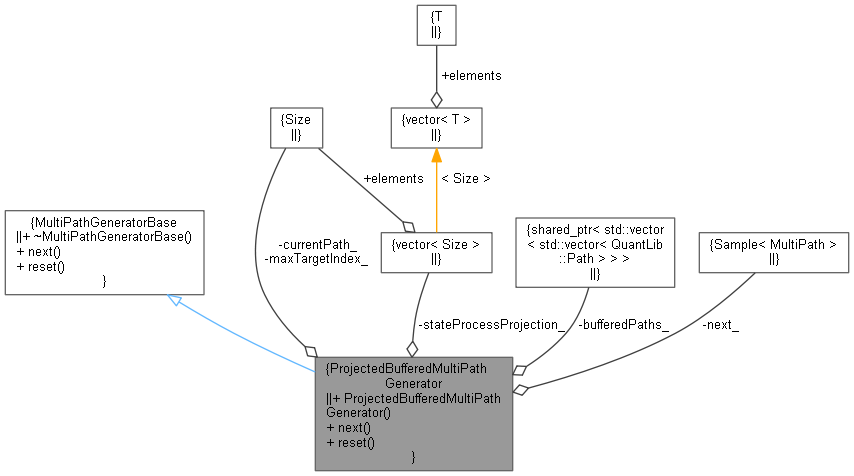 {T
||}
+elements
{Size
||}
{vector< T >
||}
+elements
< Size >
{MultiPathGeneratorBase
||+ ~MultiPathGeneratorBase()
+ next()
+ reset()
}
-currentPath_
-maxTargetIndex_
{vector< Size >
||}
{shared_ptr< std::vector
< std::vector< QuantLib
::Path > > >
||}
{Sample< MultiPath >
||}
-stateProcessProjection_
-bufferedPaths_
-next_
{ProjectedBufferedMultiPath
Generator
||+ ProjectedBufferedMultiPath
Generator()
+ next()
+ reset()
}